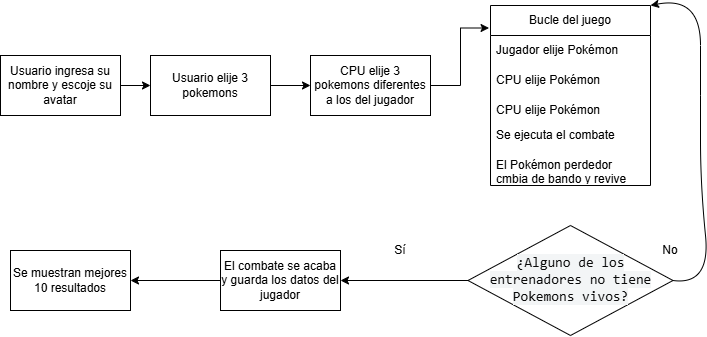 Usuario ingresa su
nombre y escoje su
avatar
Usuario elije 3
pokemons
CPU elije 3
pokemons diferentes
a los del jugador
Bucle del juego
Jugador elije Pokémon
CPU elije Pokémon
CPU elije Pokémon
Se ejecuta el combate
El Pokémon perdedor
cmbia de bando y revive
¿Alguno de los
entrenadores no tiene
Pokemons vivos?
No
Sí
El combate se acaba
y guarda los datos del
jugador
Se muestran mejores
10 resultados